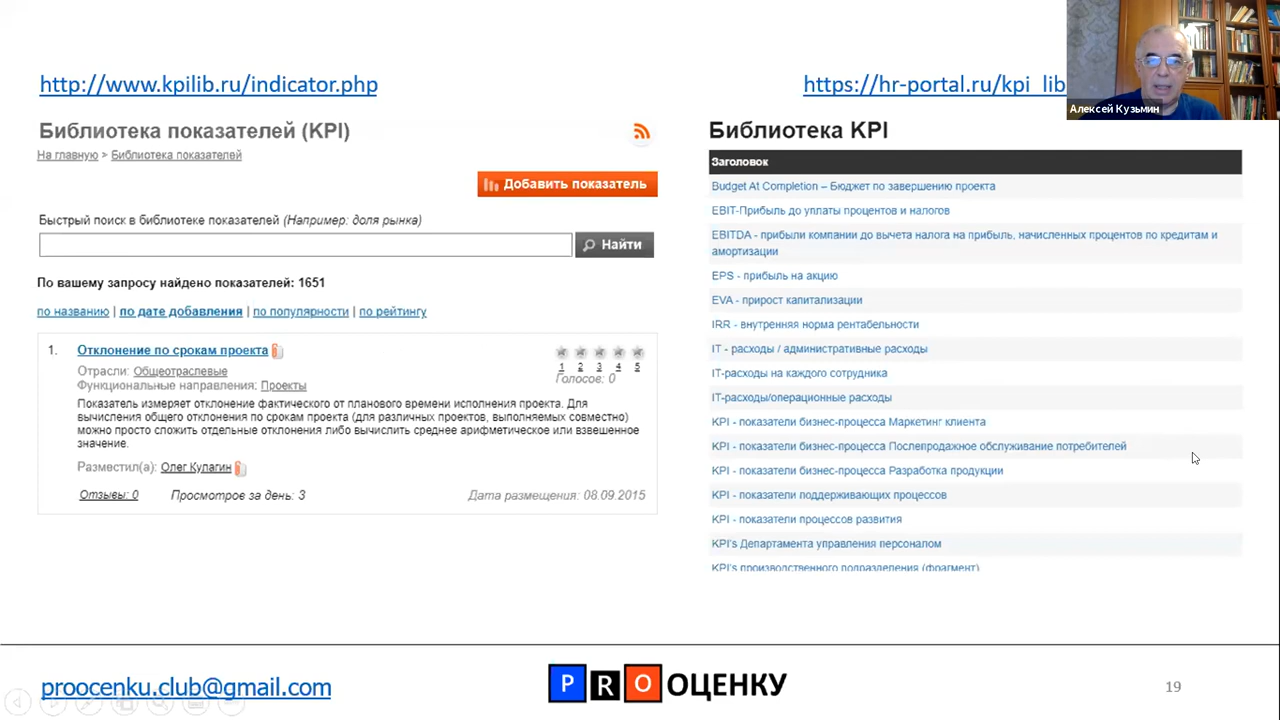 http://www.kpilib.ru/indicator.php
Библиотека показателей (KPI)
На главную > Библиотека показателей
Добавить показатель
Быстрый поиск в библиотеке показателей (Например: доля рынка)
Найти
По вашему запросу найдено показателей: 1651
по названию | по дате добавления | по популярности | по рейтингу
1. Отклонение по срокам проекта
1 2 3 4 5
Голосов: 0
Отрасли: Общеотраслевые
Функциональные направления: Проекты
Показатель измеряет отклонение фактического от планового времени исполнения проекта. Для
вычисления общего отклонения по срокам проекта (для различных проектов, выполняемых совместно)
можно просто сложить отдельные отклонения либо вычислить среднее арифметическое или взвешенное
значение.
Разместил(а): Олег Кулагин
Отзывы: 0 Просмотров за день: 3 Дата размещения: 08.09.2015
https://hr-portal.ru/kpi_lib
Алексей Кузьмин
Библиотека KPI
Заголовок
Budget At Completion – Бюджет по завершению проекта
EBIT-Прибыль до уплаты процентов и налогов
EBITDA - прибыли компании до вычета налога на прибыль, начисленных процентов по кредитам и
амортизации
EPS - прибыль на акцию
EVA - прирост капитализации
IRR - внутренняя норма рентабельности
IT - расходы / административные расходы
IT-расходы на каждого сотрудника
IT-расходы/операционные расходы
KPI - показатели бизнес-процесса Маркетинг клиента
KPI - показатели бизнес-процесса Послепродажное обслуживание потребителей
KPI - показатели бизнес-процесса Разработка продукции
KPI - показатели поддерживающих процессов
KPI - показатели процессов развития
KPI's Департамента управления персоналом
KPI's производственного подразделения (фрагмент)
proocenku.club@gmail.com
PRO ОЦЕНКУ
19